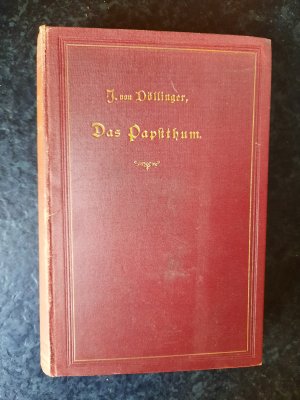 J. von Döllinger,
Das Papstthum.